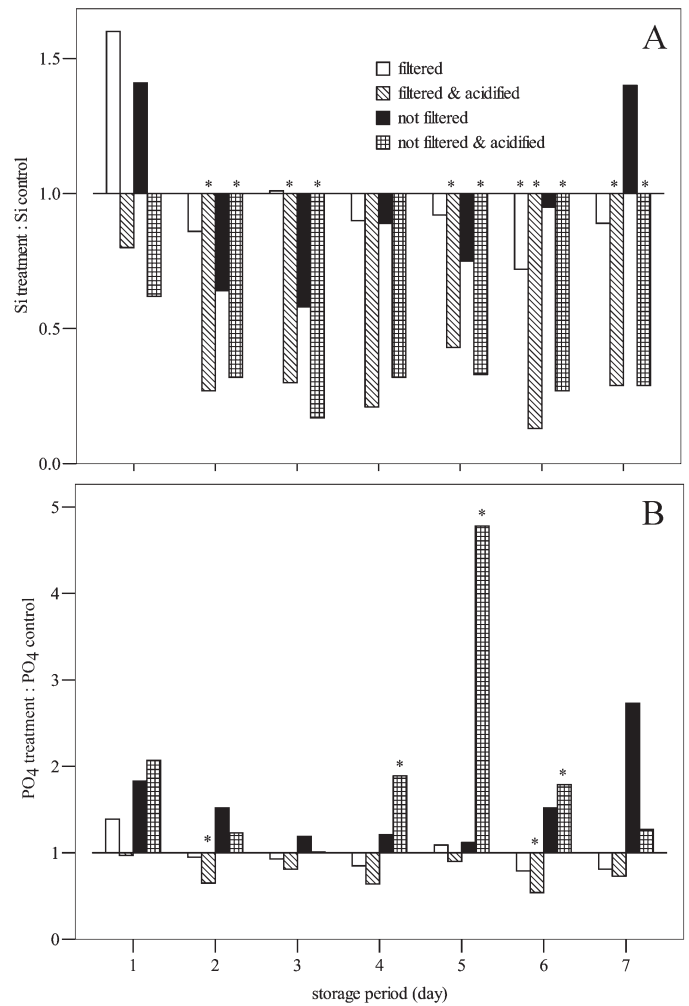 A
1.5
filtered
filtered & acidified
not filtered
not filtered & acidified
* * * * * * * * * * *
1.0
Si treatment : Si control
0.5
0.0
B
5
*
4
PO4 treatment : PO4 control
3
2
* *
* *
1
0
1 2 3 4 5 6 7
storage period (day)